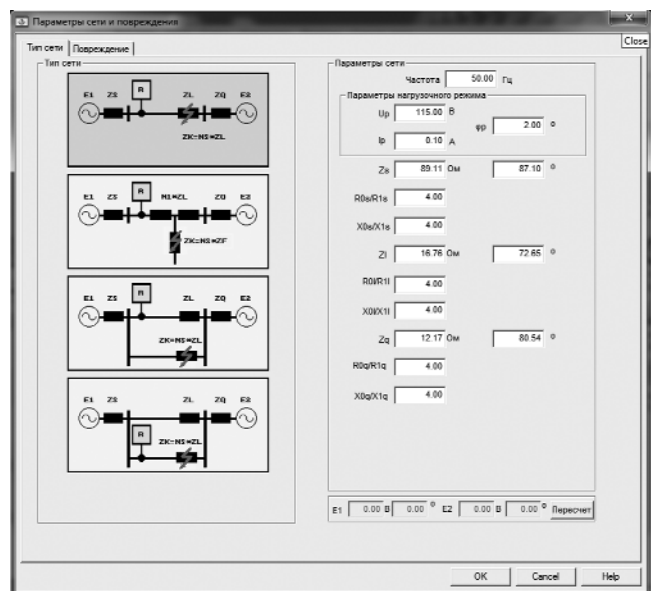 Параметры сети и повреждения
Close
Тип сети
Повреждение
Тип сети
E1 ZS R ZL ZQ E2
ZK=NS*ZL
E1 ZS R N1*ZL ZQ E2
ZK=NS*ZF
E1 ZS R ZL ZQ E2
ZK=NS*ZL
E1 ZS ZL ZQ E2
R ZK=NS*ZL
Параметры сети
Частота 50.00 Гц
Параметры нагрузочного режима
Uр 115.00 В
φр 2.00 °
Iр 0.10 А
Zs 89.11 Ом 87.10 °
R0s/R1s 4.00
X0s/X1s 4.00
Zl 16.76 Ом 72.65 °
R0l/R1l 4.00
X0l/X1l 4.00
Zq 12.17 Ом 80.54 °
R0q/R1q 4.00
X0q/X1q 4.00
E1 0.00 В 0.00 ° E2 0.00 В 0.00 ° Пересчет
OK Cancel Help